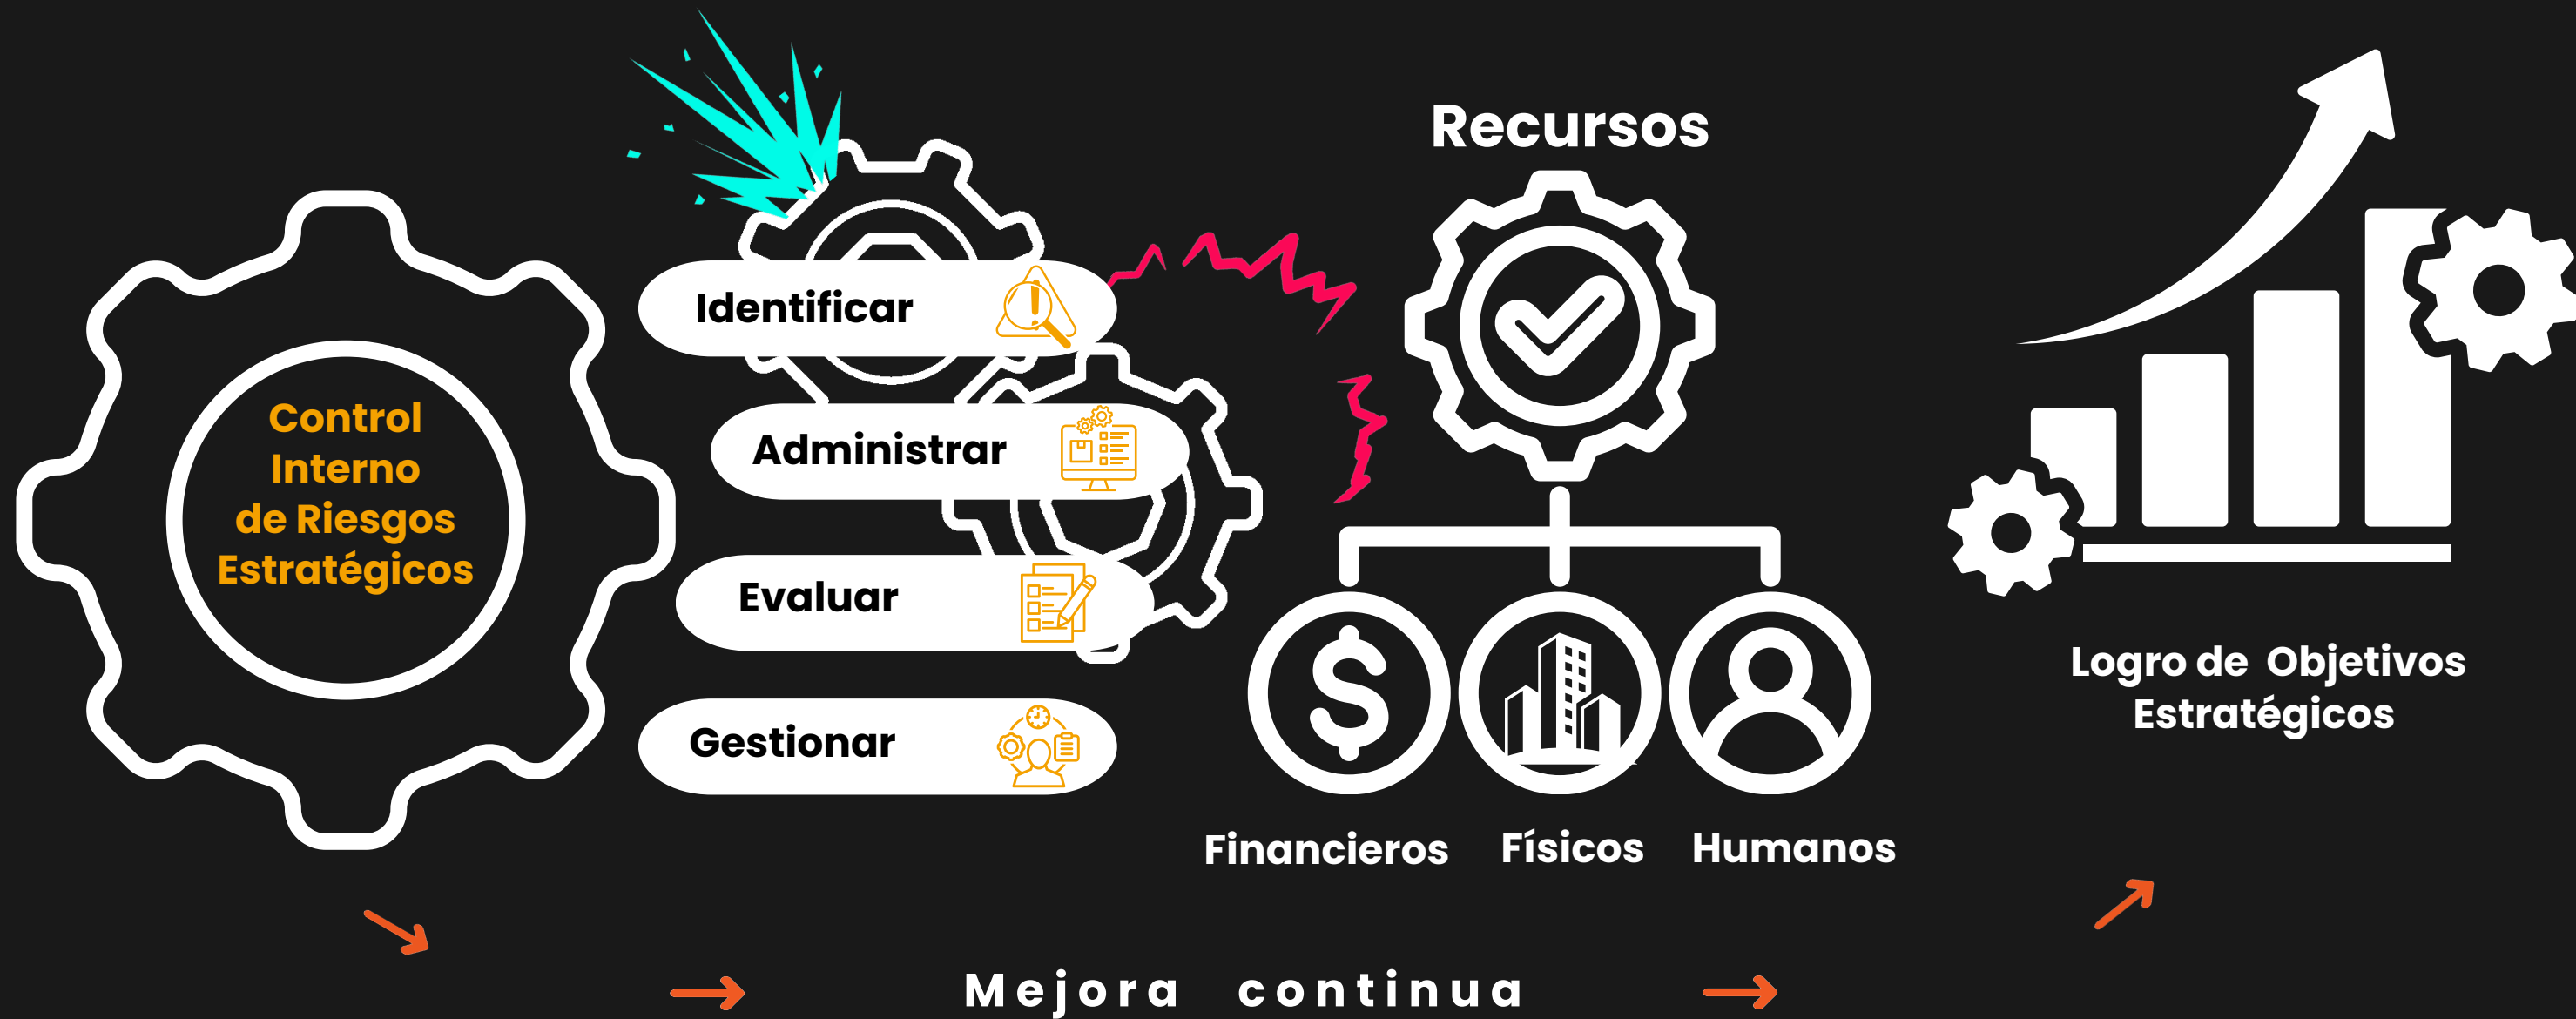 Control
Interno
de Riesgos
Estratégicos
Identificar
Administrar
Evaluar
Gestionar
Recursos
Financieros
Físicos
Humanos
Logro de Objetivos
Estratégicos
Mejora continua